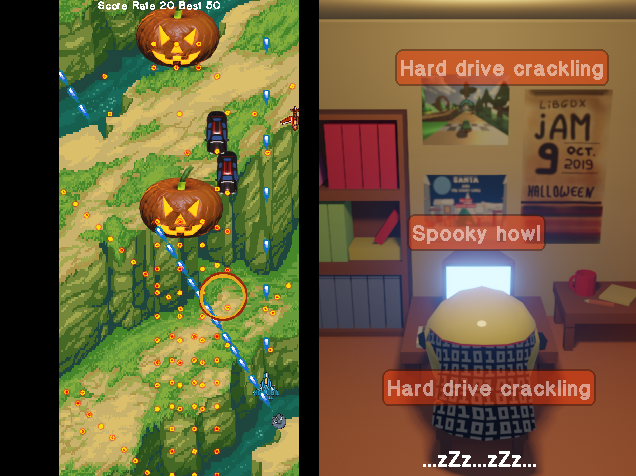 Score Rate 20 Best 50
Hard drive crackling
LiBGDX
JAM
9 OCT.
2019
HALLOWEEN
SANTA
Spooky howl
Hard drive crackling
...zZz...zZz...